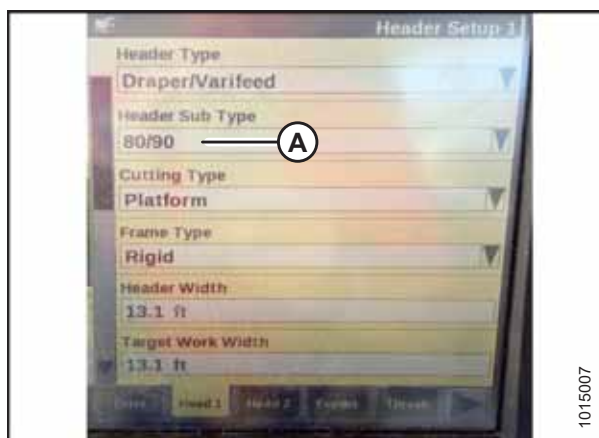 Header Setup 1
Header Type
Draper/Varifeed
Header Sub Type
80/90
A
Cutting Type
Platform
Frame Type
Rigid
Header Width
13.1 ft
Target Work Width
13.1 ft
Head 1
Head 2
1015007